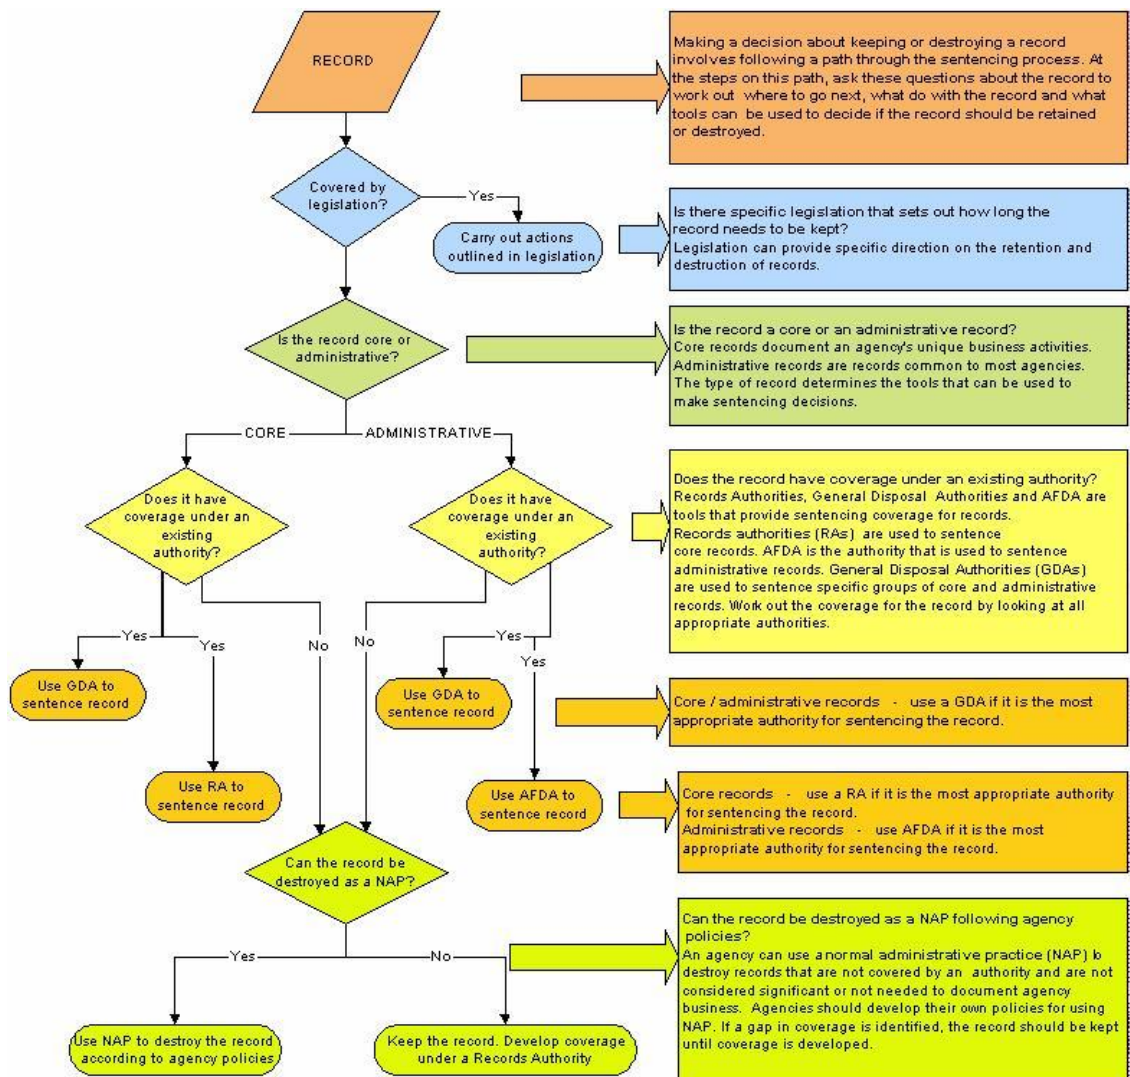 RECORD
Making a decision about keeping or destroying a record
involves following a path through the sentencing process. At
the steps on this path, ask these questions about the record to
work out where to go next, what do with the record and what
tools can be used to decide if the record should be retained
or destroyed.
Covered by
legislation?
Yes
Carry out actions
outlined in legislation
Is there specific legislation that sets out how long the
record needs to be kept?
Legislation can provide specific direction on the retention and
destruction of records.
Is the record core or
administrative?
Is the record a core or an administrative record?
Core records document an agency's unique business activities.
Administrative records are records common to most agencies.
The type of record determines the tools that can be used to
make sentencing decisions.
CORE
ADMINISTRATIVE
Does it have
coverage under an
existing
authority?
Does it have
coverage under an
existing
authority?
Does the record have coverage under an existing authority?
Records Authorities, General Disposal Authorities and AFDA are
tools that provide sentencing coverage for records.
Records authorities (RAs) are used to sentence
core records. AFDA is the authority that is used to sentence
administrative records. General Disposal Authorities (GDAs)
are used to sentence specific groups of core and administrative
records. Work out the coverage for the record by looking at all
appropriate authorities.
Yes
Yes
No
No
Yes
Yes
Use GDA to
sentence record
Use GDA to
sentence record
Core / administrative records - use a GDA if it is the most
appropriate authority for sentencing the record.
Use RA to
sentence record
Use AFDA to
sentence record
Core records - use a RA if it is the most appropriate authority
for sentencing the record.
Administrative records - use AFDA if it is the most
appropriate authority for sentencing the record.
Can the record be
destroyed as a NAP?
Yes
No
Can the record be destroyed as a NAP following agency
policies?
An agency can use a normal administrative practice (NAP) to
destroy records that are not covered by an authority and are not
considered significant or not needed to document agency
business. Agencies should develop their own policies for using
NAP. If a gap in coverage is identified, the record should be kept
until coverage is developed.
Use NAP to destroy the record
according to agency policies
Keep the record. Develop coverage
under a Records Authority